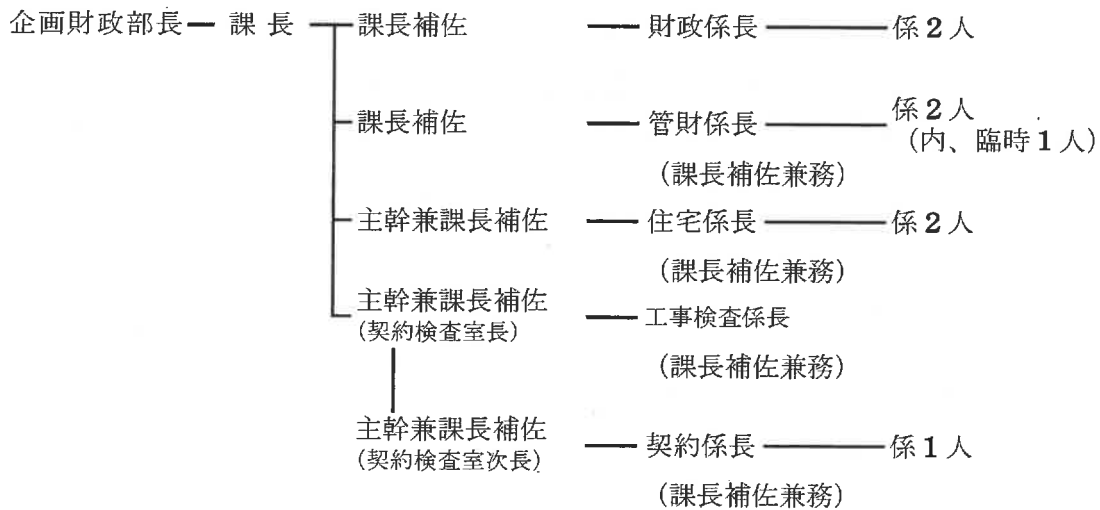 企画財政部長 課長 課長補佐 財政係長 係2人
課長補佐 管財係長 係2人
(内、臨時1人)
(課長補佐兼務)
主幹兼課長補佐 住宅係長 係2人
(課長補佐兼務)
主幹兼課長補佐
(契約検査室長)
工事検査係長
(課長補佐兼務)
主幹兼課長補佐
(契約検査室次長)
契約係長 係1人
(課長補佐兼務)